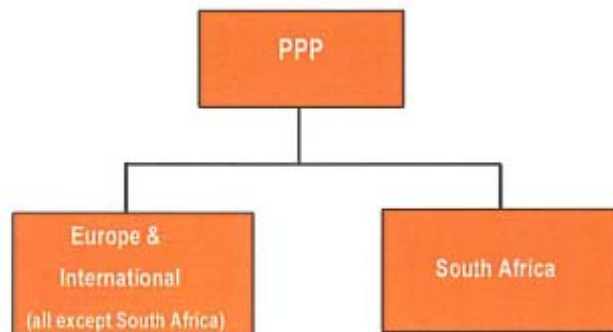 PPP
Europe &
International
(all except South Africa)
South Africa